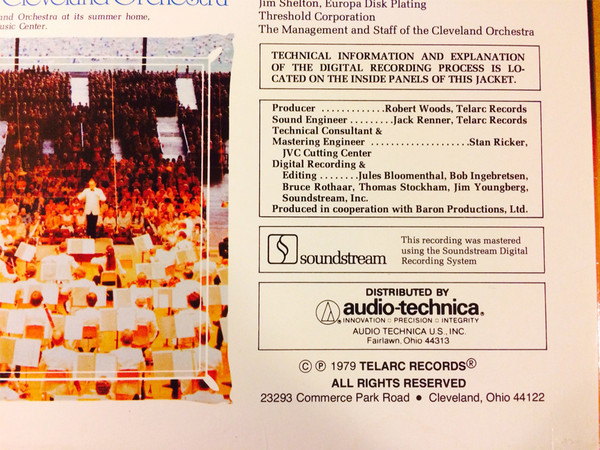 Cleveland Orchestra
and Orchestra at its summer home,
usic Center.
Jim Shelton, Europa Disk Plating
Threshold Corporation
The Management and Staff of the Cleveland Orchestra
TECHNICAL INFORMATION AND EXPLANATION
OF THE DIGITAL RECORDING PROCESS IS LO-
CATED ON THE INSIDE PANELS OF THIS JACKET.
Producer .............Robert Woods, Telarc Records
Sound Engineer.........Jack Renner, Telarc Records
Technical Consultant &
Mastering Engineer ....................Stan Ricker,
JVC Cutting Center
Digital Recording &
Editing ........Jules Bloomenthal, Bob Ingebretsen,
Bruce Rothaar, Thomas Stockham, Jim Youngberg,
Soundstream, Inc.
Produced in cooperation with Baron Productions, Ltd.
soundstream
This recording was mastered
using the Soundstream Digital
Recording System
DISTRIBUTED BY
audio-technica®
INNOVATION □ PRECISION □ INTEGRITY
AUDIO TECHNICA U.S., INC.
Fairlawn, Ohio 44313
© ℗ 1979 TELARC RECORDS®
ALL RIGHTS RESERVED
23293 Commerce Park Road ● Cleveland, Ohio 44122